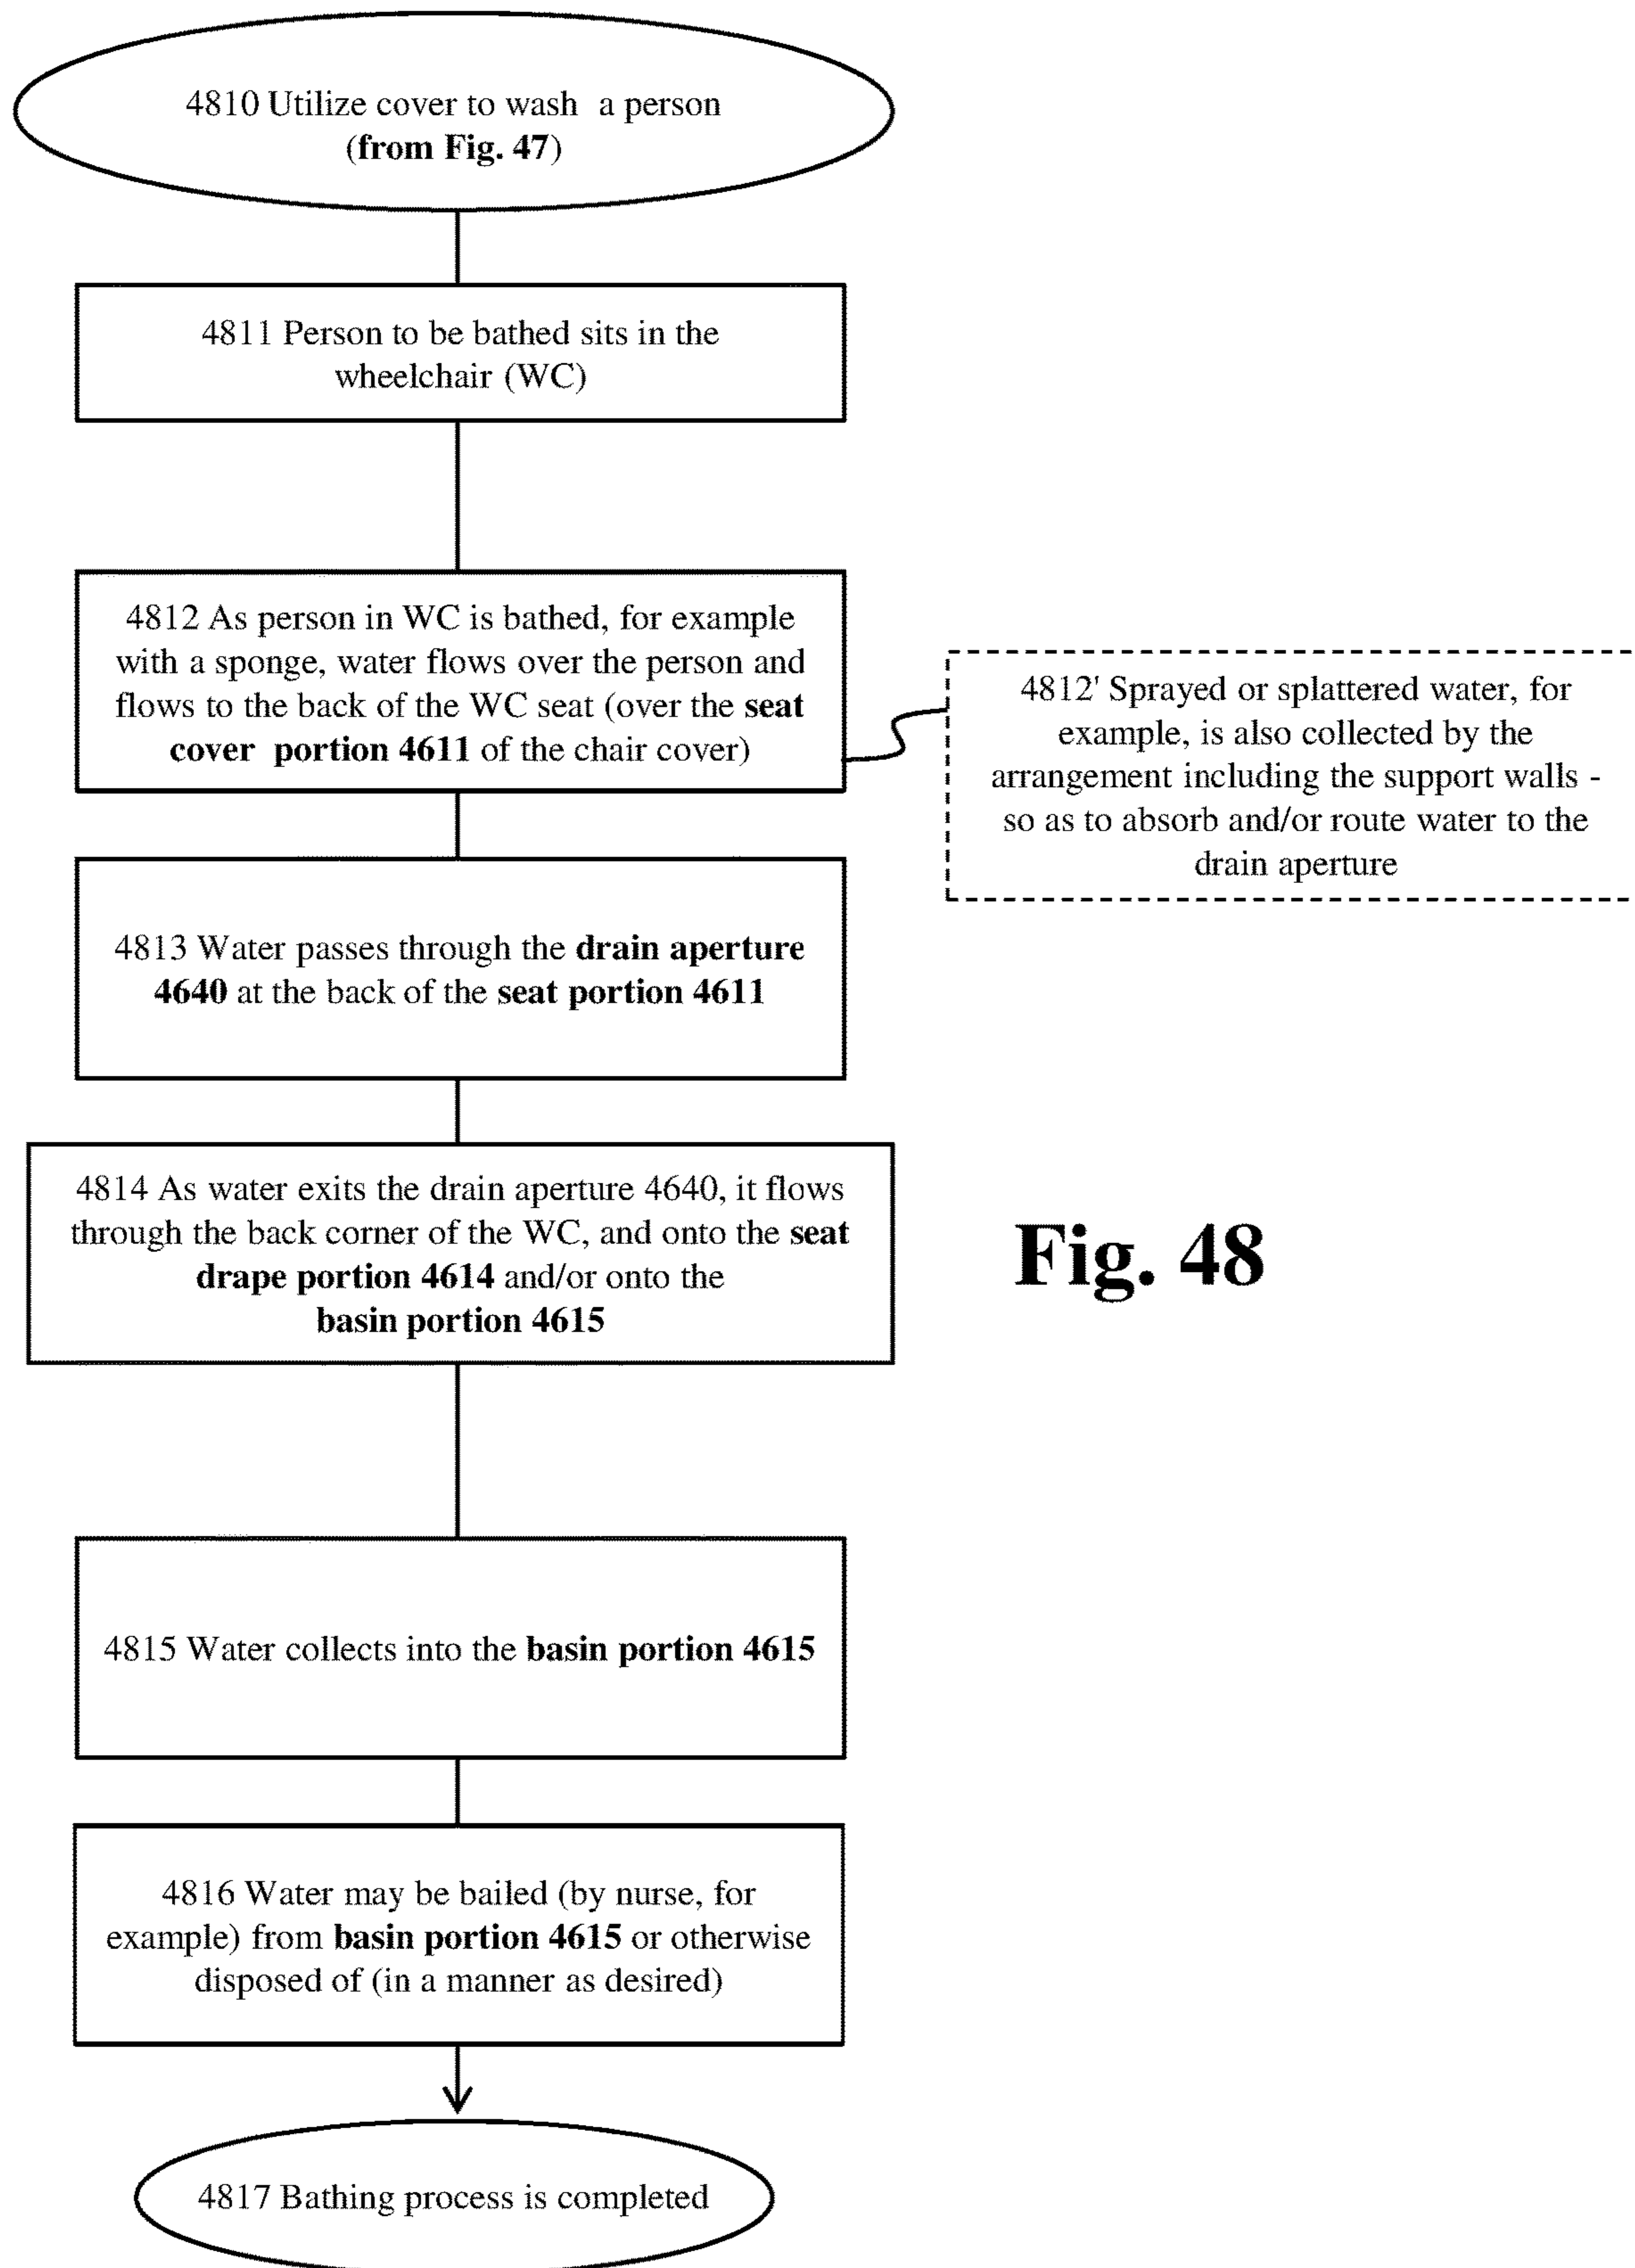 4810 Utilize cover to wash a person
(from Fig. 47)
4811 Person to be bathed sits in the
wheelchair (WC)
4812 As person in WC is bathed, for example
with a sponge, water flows over the person and
flows to the back of the WC seat (over the seat
cover portion 4611 of the chair cover)
4812' Sprayed or splattered water, for
example, is also collected by the
arrangement including the support walls -
so as to absorb and/or route water to the
drain aperture
4813 Water passes through the drain aperture
4640 at the back of the seat portion 4611
4814 As water exits the drain aperture 4640, it flows
through the back corner of the WC, and onto the seat
drape portion 4614 and/or onto the
basin portion 4615
Fig. 48
4815 Water collects into the basin portion 4615
4816 Water may be bailed (by nurse, for
example) from basin portion 4615 or otherwise
disposed of (in a manner as desired)
4817 Bathing process is completed